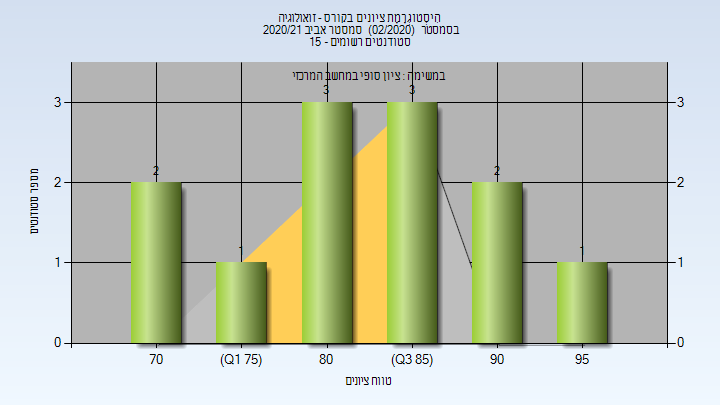 הִיסְטוֹגְרָמַת ציונים בקורס - זואולוגיה
בסמסטר (02/2020) סמסטר אביב 2020/21
סטודנטים רשומים - 15
במשימה : ציון סופי במחשב המרכזי
3 3
3 3
2 2
2 2
1 1
1 1
0 0
70 (Q1 75) 80 (Q3 85) 90 95
מספר סטודנטים
טווח ציונים